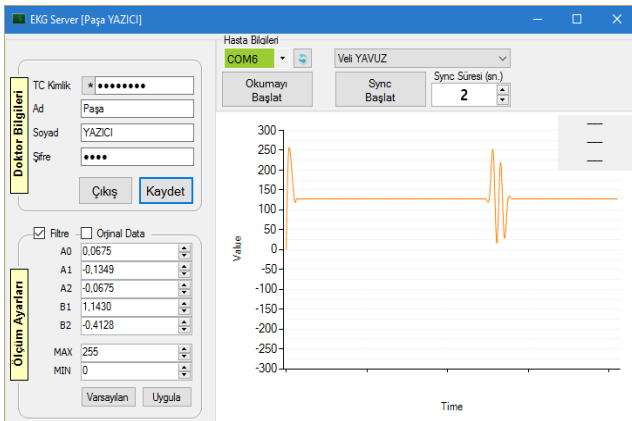 EKG Server [Paşa YAZICI]
Doktor Bilgileri
TC Kimlik * ●●●●●●●●
Ad Paşa
Soyad YAZICI
Şifre ●●●●
Çıkış Kaydet
Ölçüm Ayarları
Filtre Orjinal Data
A0 0,0675
A1 -0,1349
A2 -0,0675
B1 1,1430
B2 -0,4128
MAX 255
MIN 0
Varsayılan Uygula
Hasta Bilgileri
COM6 Veli YAVUZ
Okumayı Başlat
Sync Başlat
Sync Süresi (sn.)
2
Value
300
250
200
150
100
50
0
-50
-100
-150
-200
-250
-300
Time